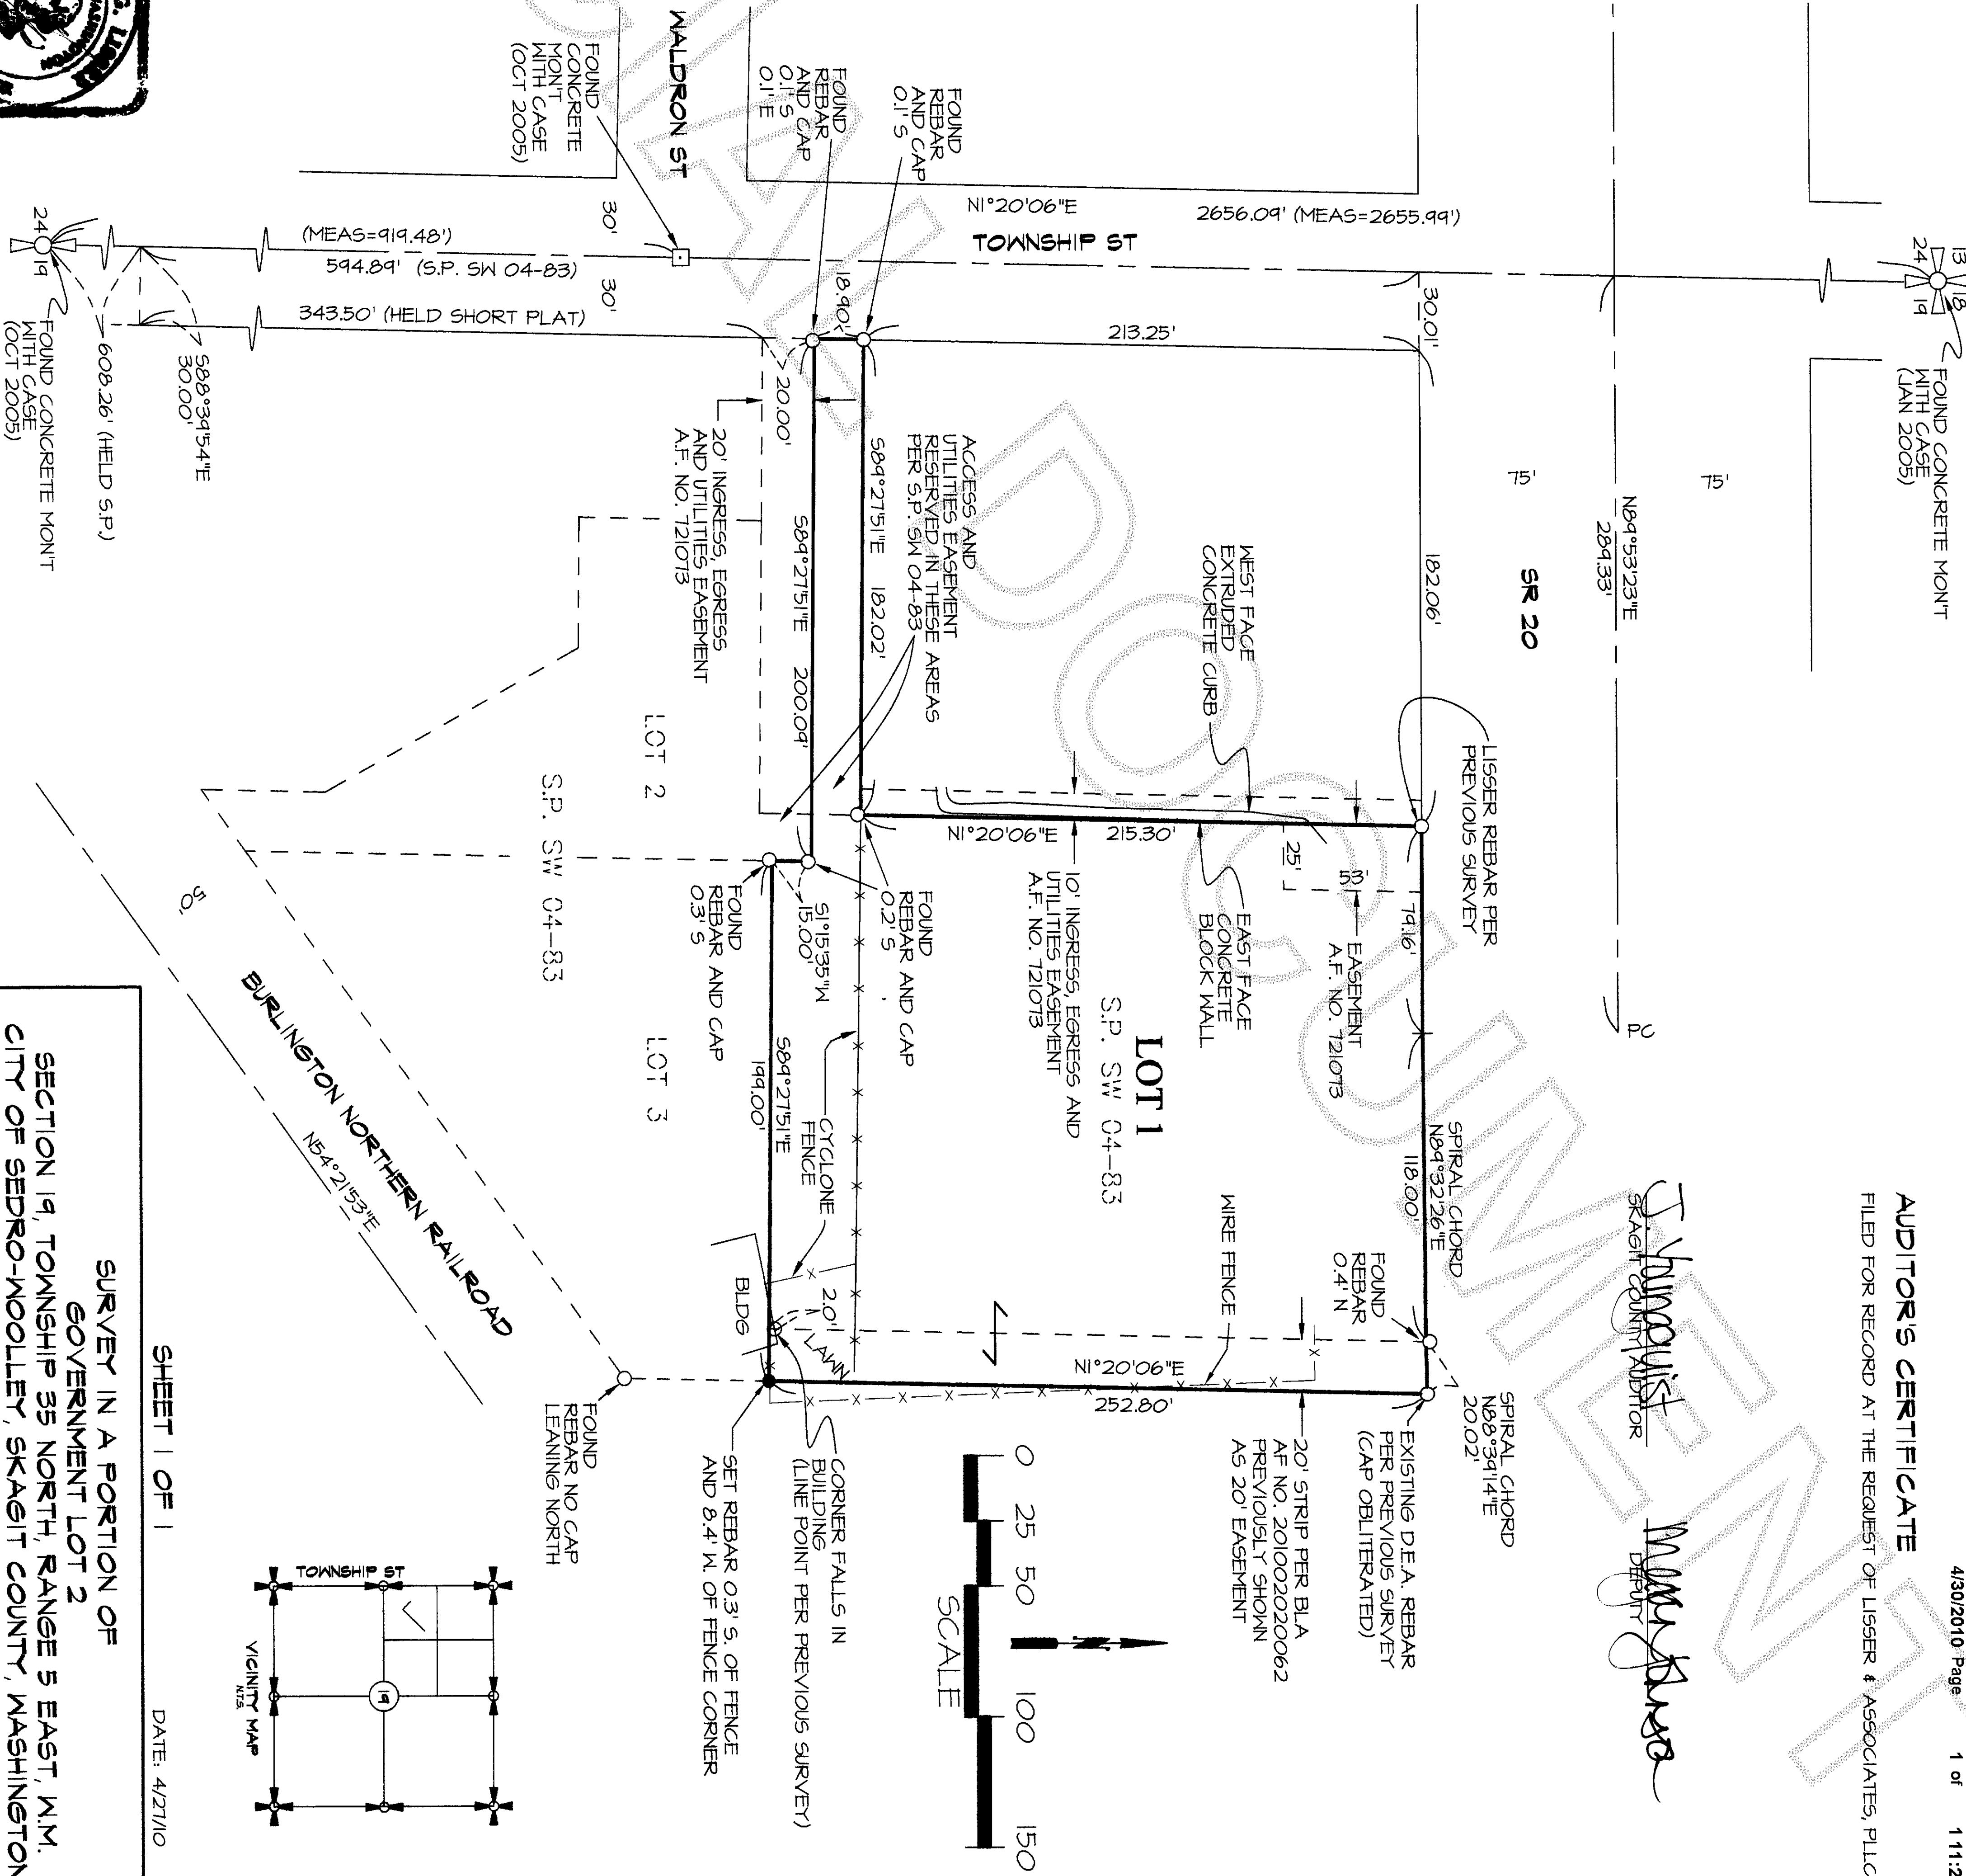 4/30/2010 Page 1 of 1 11:2
AUDITOR'S CERTIFICATE
FILED FOR RECORD AT THE REQUEST OF LISSER & ASSOCIATES, PLLC
SKAGIT COUNTY AUDITOR
DEPUTY
FOUND CONCRETE MON'T
WITH CASE
(JAN 2005)
13 18
24 19
75'
75'
N89°53'23"E
289.33'
SR 20
PC
30.01'
182.06'
LISSER REBAR PER
PREVIOUS SURVEY
79.16'
SPIRAL CHORD
N89°32'26"E
118.00'
SPIRAL CHORD
N88°39'14"E
20.02'
FOUND
REBAR
0.4' N
EXISTING D.E.A. REBAR
PER PREVIOUS SURVEY
(CAP OBLITERATED)
20' STRIP PER BLA
AF NO. 201002020062
PREVIOUSLY SHOWN
AS 20' EASEMENT
53'
25'
EASEMENT
A.F. NO. 721073
WEST FACE
EXTRUDED
CONCRETE CURB
EAST FACE
CONCRETE
BLOCK WALL
WIRE FENCE
LOT 1
S.P. SW 04-83
10' INGRESS, EGRESS AND
UTILITIES EASEMENT
A.F. NO. 721073
N1°20'06"E 215.30'
N1°20'06"E
252.80'
2656.09' (MEAS=2655.99')
N1°20'06"E
TOWNSHIP ST
213.25'
FOUND
REBAR
AND CAP
0.1' S
FOUND
REBAR
AND CAP
0.1' S
0.1' E
18.90'
20.00'
ACCESS AND
UTILITIES EASEMENT
RESERVED IN THESE AREAS
PER S.P. SW 04-83
S89°27'51"E 182.02'
S89°27'51"E 200.09'
20' INGRESS, EGRESS
AND UTILITIES EASEMENT
A.F. NO. 721073
FOUND
REBAR AND CAP
0.2' S
S1°15'35"W
15.00'
FOUND
REBAR AND CAP
0.3' S
S89°27'51"E
199.00'
CYCLONE
FENCE
2.0'
LAWN
BLDG
CORNER FALLS IN
BUILDING
(LINE POINT PER PREVIOUS SURVEY)
SET REBAR 0.3' S. OF FENCE
AND 8.4' W. OF FENCE CORNER
FOUND
REBAR NO CAP
LEANING NORTH
WALDRON ST
FOUND
CONCRETE
MON'T
WITH CASE
(OCT 2005)
30'
30'
(MEAS=919.48')
594.89' (S.P. SW 04-83)
343.50' (HELD SHORT PLAT)
S88°39'54"E
30.00'
608.26' (HELD S.P.)
24 19
FOUND CONCRETE MON'T
WITH CASE
(OCT 2005)
LOT 2
S.P. SW 04-83
LOT 3
50'
BURLINGTON NORTHERN RAILROAD
N54°21'53"E
0 25 50 100 150
SCALE
TOWNSHIP ST
19
VICINITY MAP
N.T.S.
SHEET 1 OF 1
DATE: 4/27/10
SURVEY IN A PORTION OF
GOVERNMENT LOT 2
SECTION 19, TOWNSHIP 35 NORTH, RANGE 5 EAST, W.M.
CITY OF SEDRO-WOOLLEY, SKAGIT COUNTY, WASHINGTON
DOCUMENT